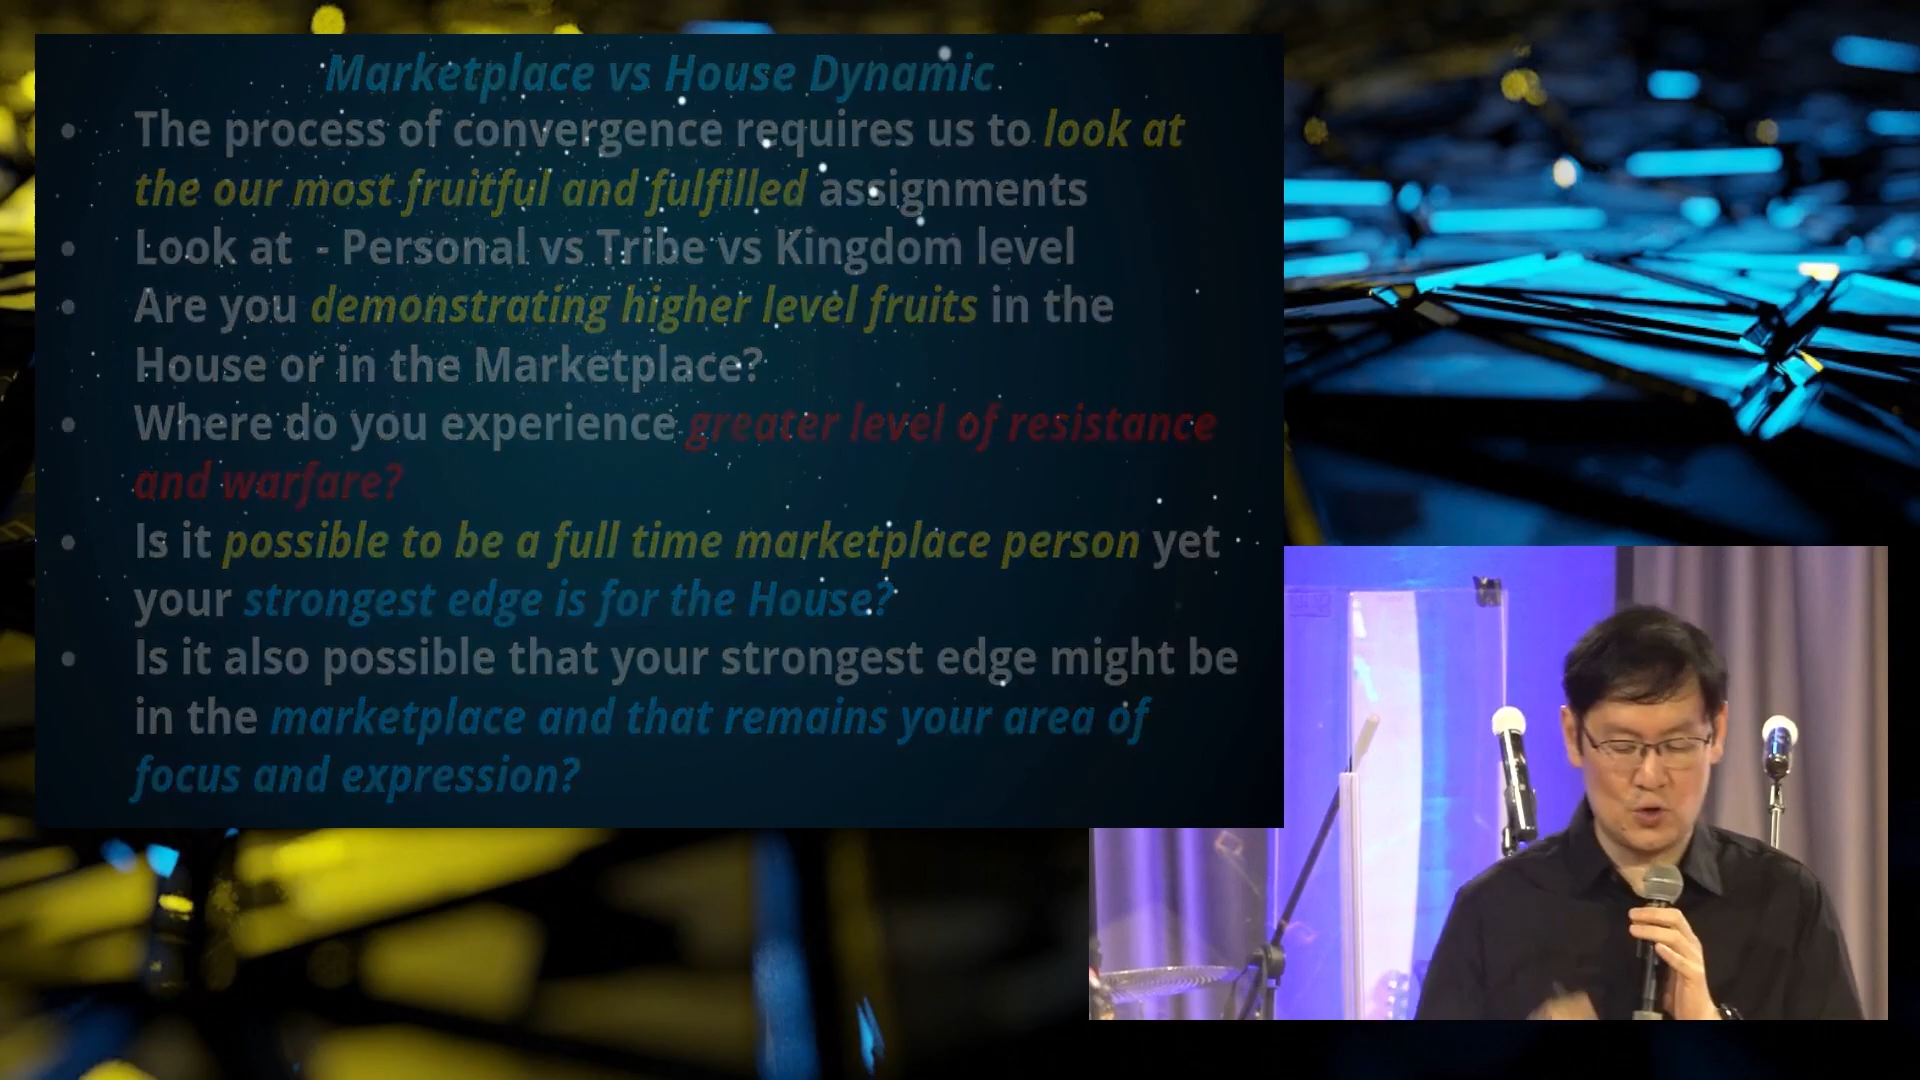 Marketplace vs House Dynamic
• The process of convergence requires us to look at
the our most fruitful and fulfilled assignments
• Look at - Personal vs Tribe vs Kingdom level
• Are you demonstrating higher level fruits in the
House or in the Marketplace?
• Where do you experience greater level of resistance
and warfare?
• Is it possible to be a full time marketplace person yet
your strongest edge is for the House?
• Is it also possible that your strongest edge might be
in the marketplace and that remains your area of
focus and expression?